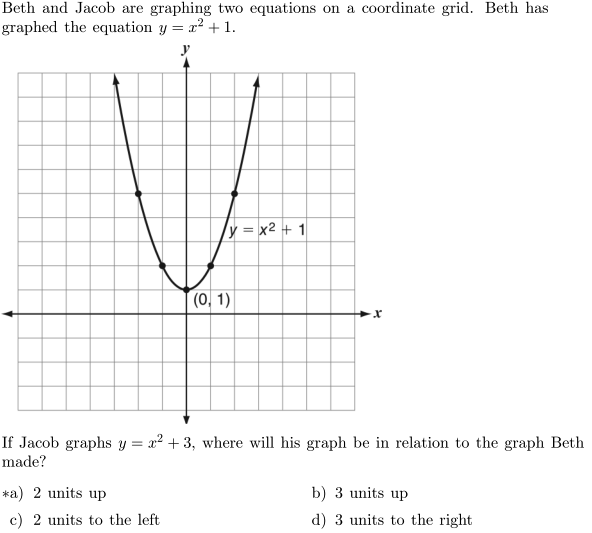 Beth and Jacob are graphing two equations on a coordinate grid. Beth has
graphed the equation y = x² + 1.
y
y = x² + 1
(0, 1)
x
If Jacob graphs y = x² + 3, where will his graph be in relation to the graph Beth
made?
*a) 2 units up b) 3 units up
c) 2 units to the left d) 3 units to the right